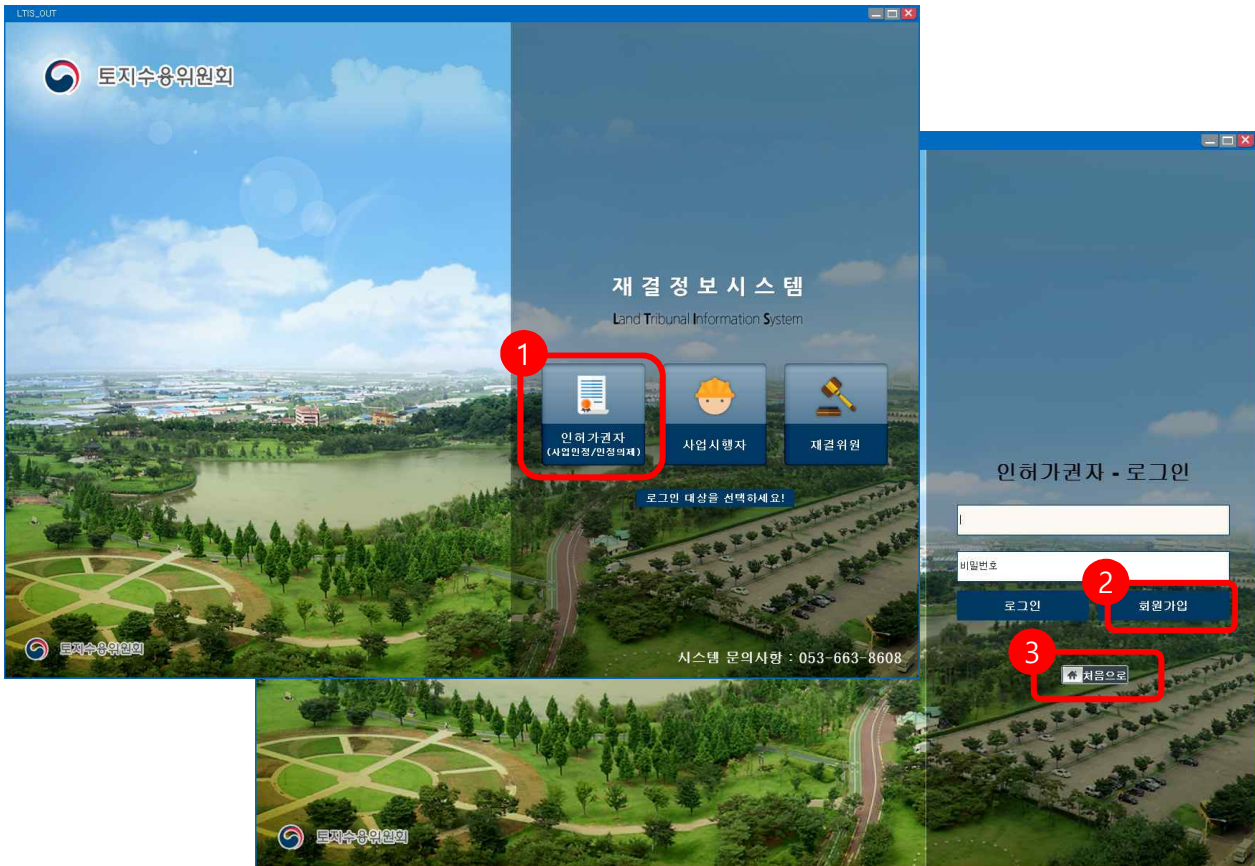 LTIS_OUT
토지수용위원회
재결정보시스템
Land Tribunal Information System
1
인허가권자
(사업인정/인정의제)
사업시행자
재결위원
로그인 대상을 선택하세요!
토지수용위원회
시스템 문의사항 : 053-663-8608
인허가권자 - 로그인
비밀번호
2
로그인
회원가입
3
처음으로
토지수용위원회